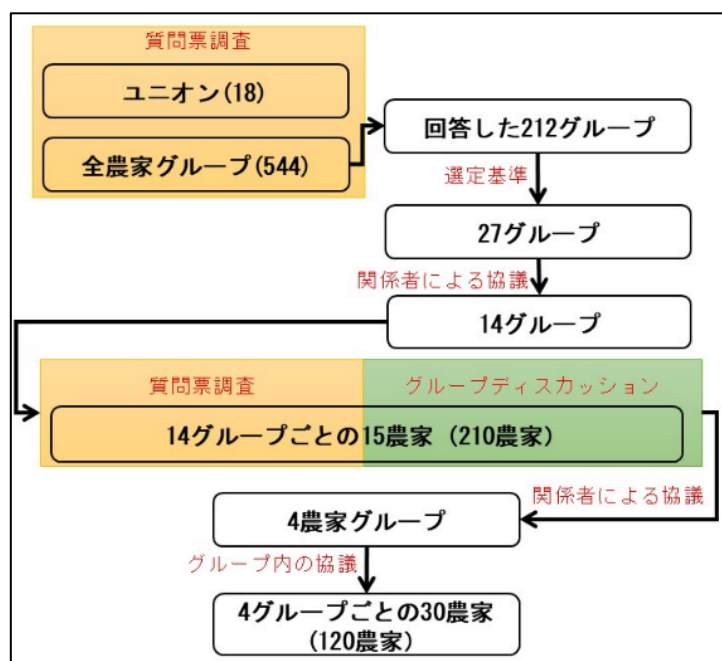 質問票調査
ユニオン(18)
全農家グループ(544)
回答した212グループ
選定基準
27グループ
関係者による協議
14グループ
質問票調査
グループディスカッション
14グループごとの15農家（210農家）
関係者による協議
4農家グループ
グループ内の協議
4グループごとの30農家
(120農家)